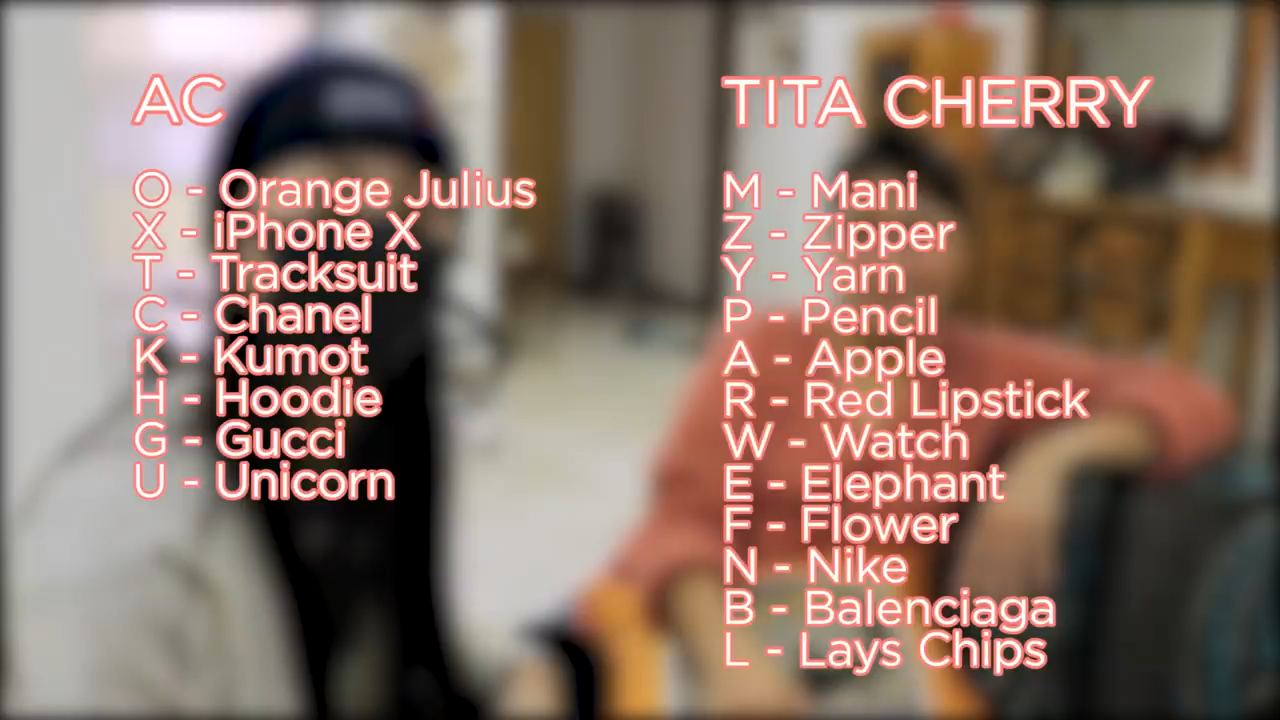 AC
O - Orange Julius
X - iPhone X
T - Tracksuit
C - Chanel
K - Kumot
H - Hoodie
G - Gucci
U - Unicorn
TITA CHERRY
M - Mani
Z - Zipper
Y - Yarn
P - Pencil
A - Apple
R - Red Lipstick
W - Watch
E - Elephant
F - Flower
N - Nike
B - Balenciaga
L - Lays Chips